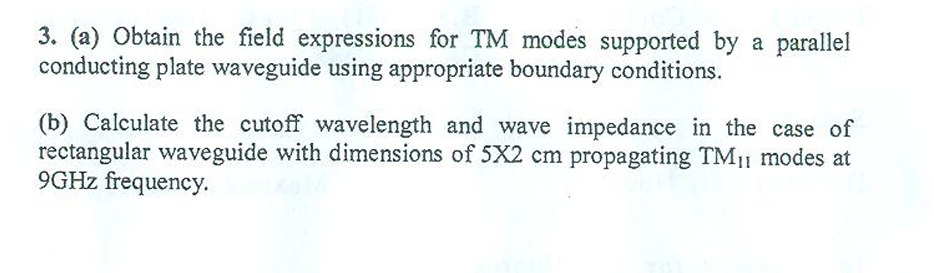 3. (a) Obtain the field expressions for TM modes supported by a parallel
conducting plate waveguide using appropriate boundary conditions.
(b) Calculate the cutoff wavelength and wave impedance in the case of
rectangular waveguide with dimensions of 5X2 cm propagating TM₁₁ modes at
9GHz frequency.